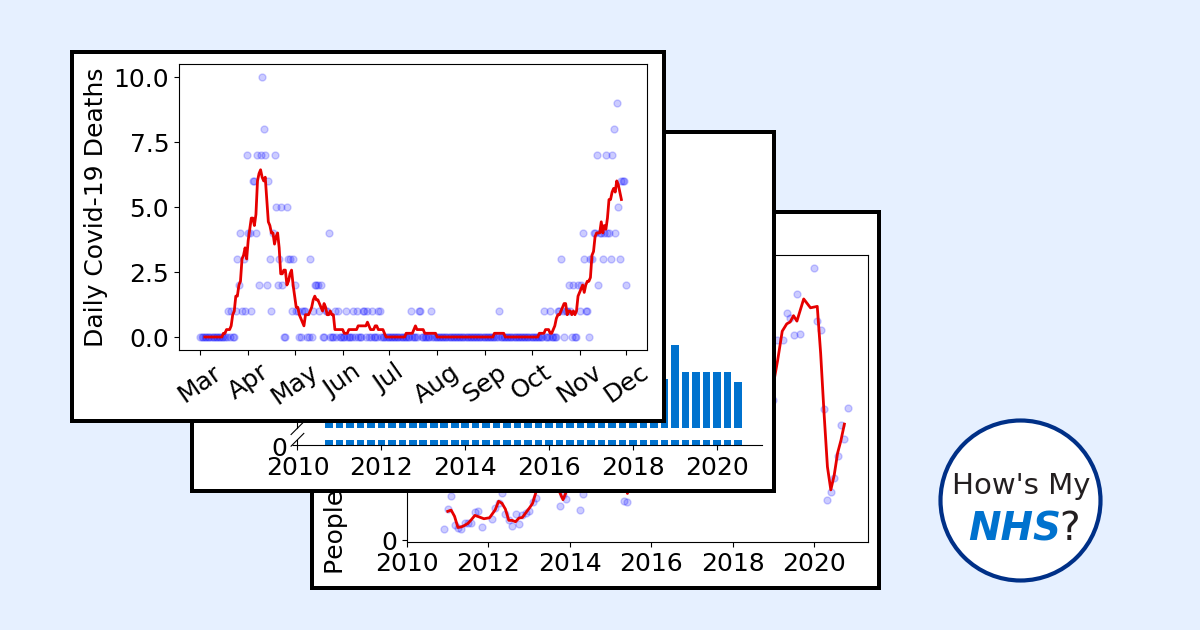 Daily Covid-19 Deaths
10.0
7.5
5.0
2.5
0.0
Mar Apr May Jun Jul Aug Sep Oct Nov Dec
0
2010 2012 2014 2016 2018 2020
People
0
2010 2012 2014 2016 2018 2020
How's My
NHS?